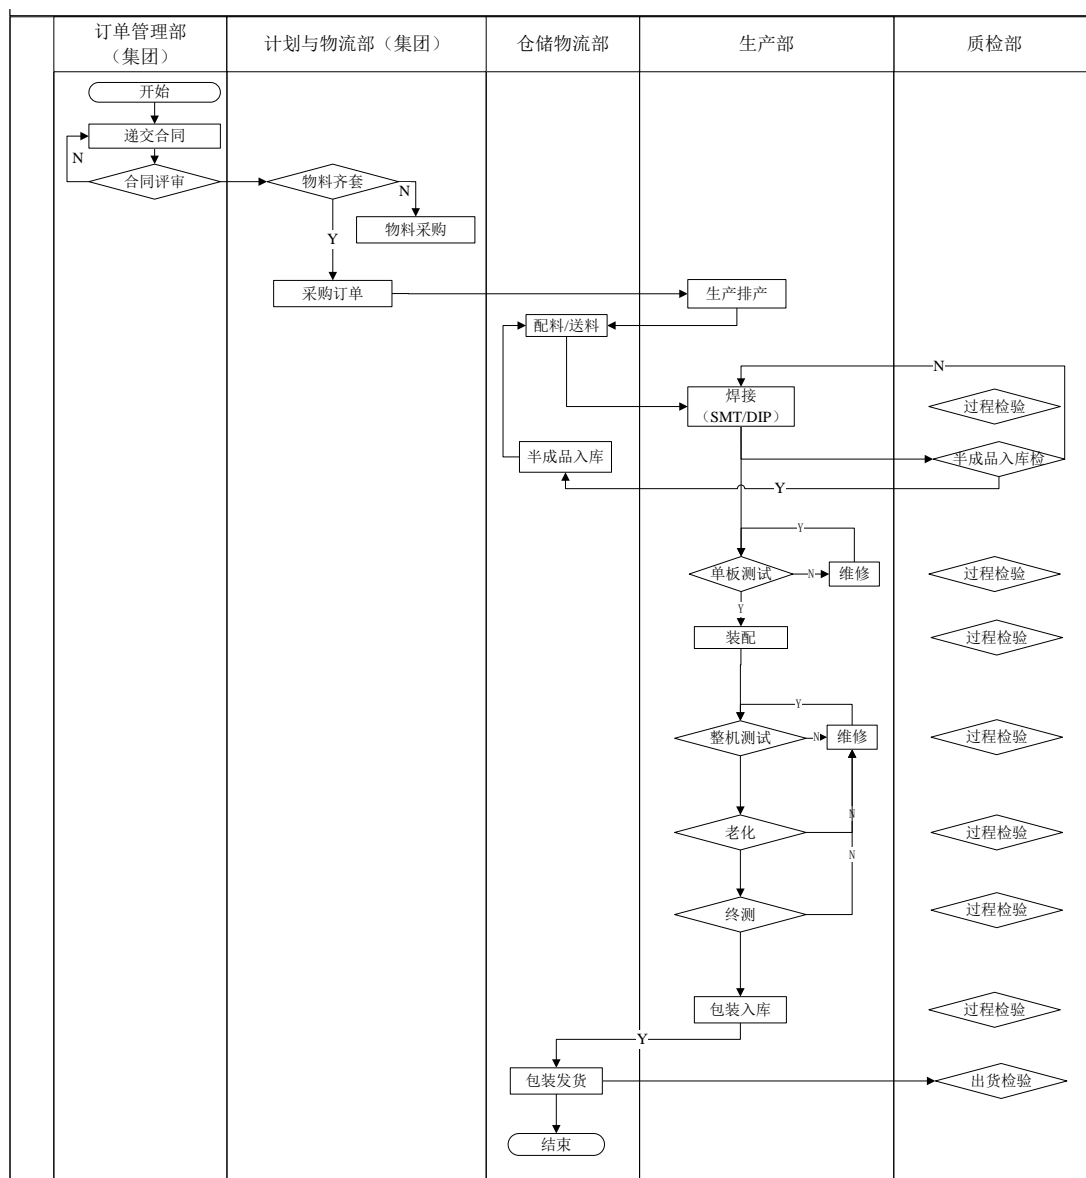 订单管理部
（集团）
计划与物流部（集团）
仓储物流部
生产部
质检部
开始
递交合同
N
合同评审
物料齐套
N
物料采购
Y
采购订单
生产排产
配料/送料
N
焊接
（SMT/DIP）
过程检验
半成品入库
半成品入库检
Y
Y
单板测试
N
维修
过程检验
Y
装配
过程检验
Y
整机测试
N
维修
过程检验
N
老化
过程检验
N
终测
过程检验
包装入库
过程检验
Y
包装发货
出货检验
结束